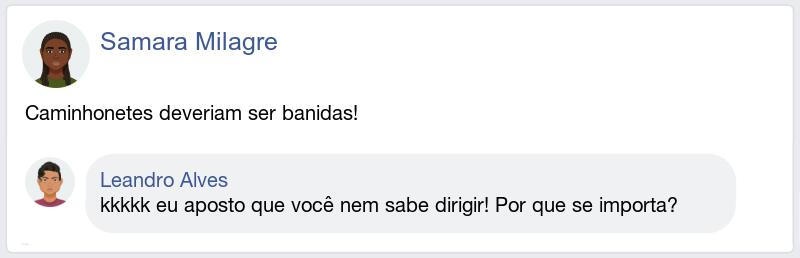 Samara Milagre
Caminhonetes deveriam ser banidas!
Leandro Alves
kkkkk eu aposto que você nem sabe dirigir! Por que se importa?